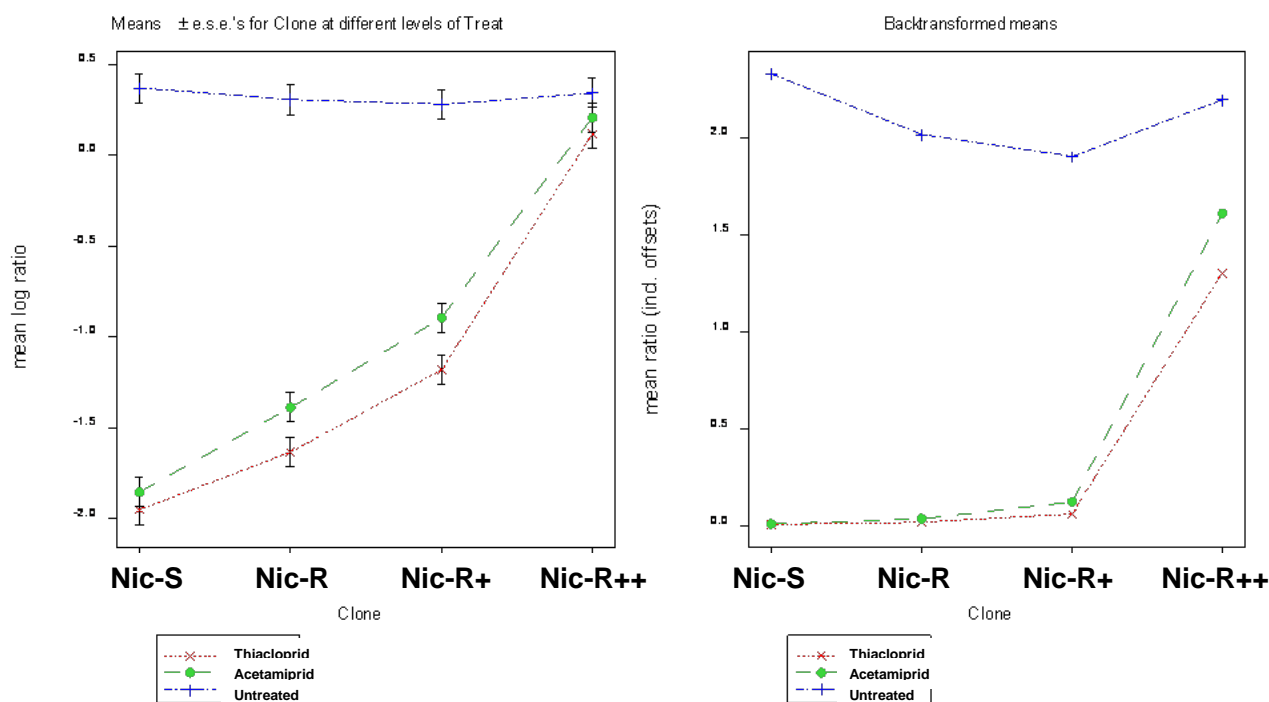 Means ± e.s.e.'s for Clone at different levels of Treat
0.5
0.0
-0.5
-1.0
-1.5
-2.0
mean log ratio
Nic-S Nic-R Nic-R+ Nic-R++
Clone
Thiacloprid
Acetamiprid
Untreated
Backtransformed means
2.0
1.5
1.0
0.5
0.0
mean ratio (ind. offsets)
Nic-S Nic-R Nic-R+ Nic-R++
Clone
Thiacloprid
Acetamiprid
Untreated